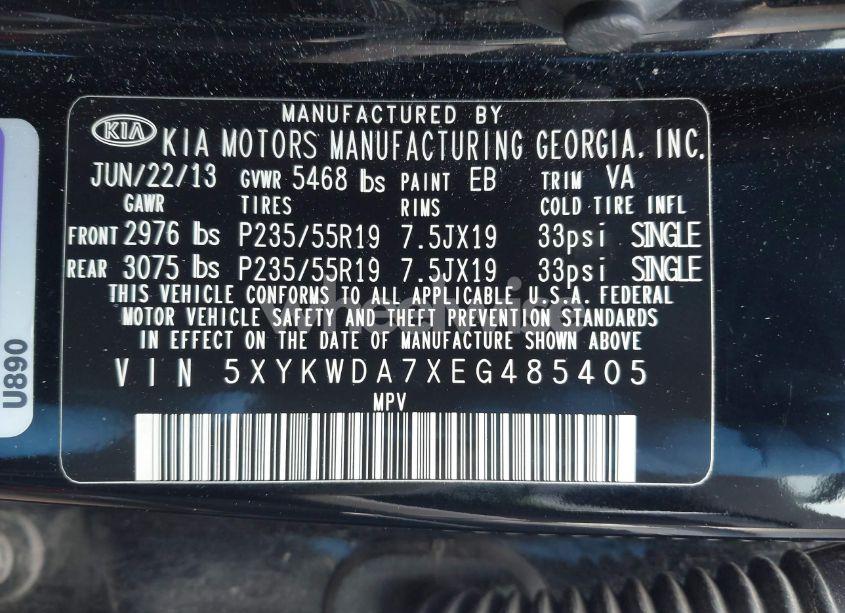 MANUFACTURED BY
KIA KIA MOTORS MANUFACTURING GEORGIA, INC.
JUN/22/13 GVWR 5468 lbs PAINT EB TRIM VA
GAWR TIRES RIMS COLD TIRE INFL
FRONT 2976 lbs P235/55R19 7.5JX19 33psi SINGLE
REAR 3075 lbs P235/55R19 7.5JX19 33psi SINGLE
THIS VEHICLE CONFORMS TO ALL APPLICABLE U.S.A. FEDERAL
MOTOR VEHICLE SAFETY AND THEFT PREVENTION STANDARDS
IN EFFECT ON THE DATE OF MANUFACTURE SHOWN ABOVE
VIN 5XYKWDA7XEG485405
MPV
U890